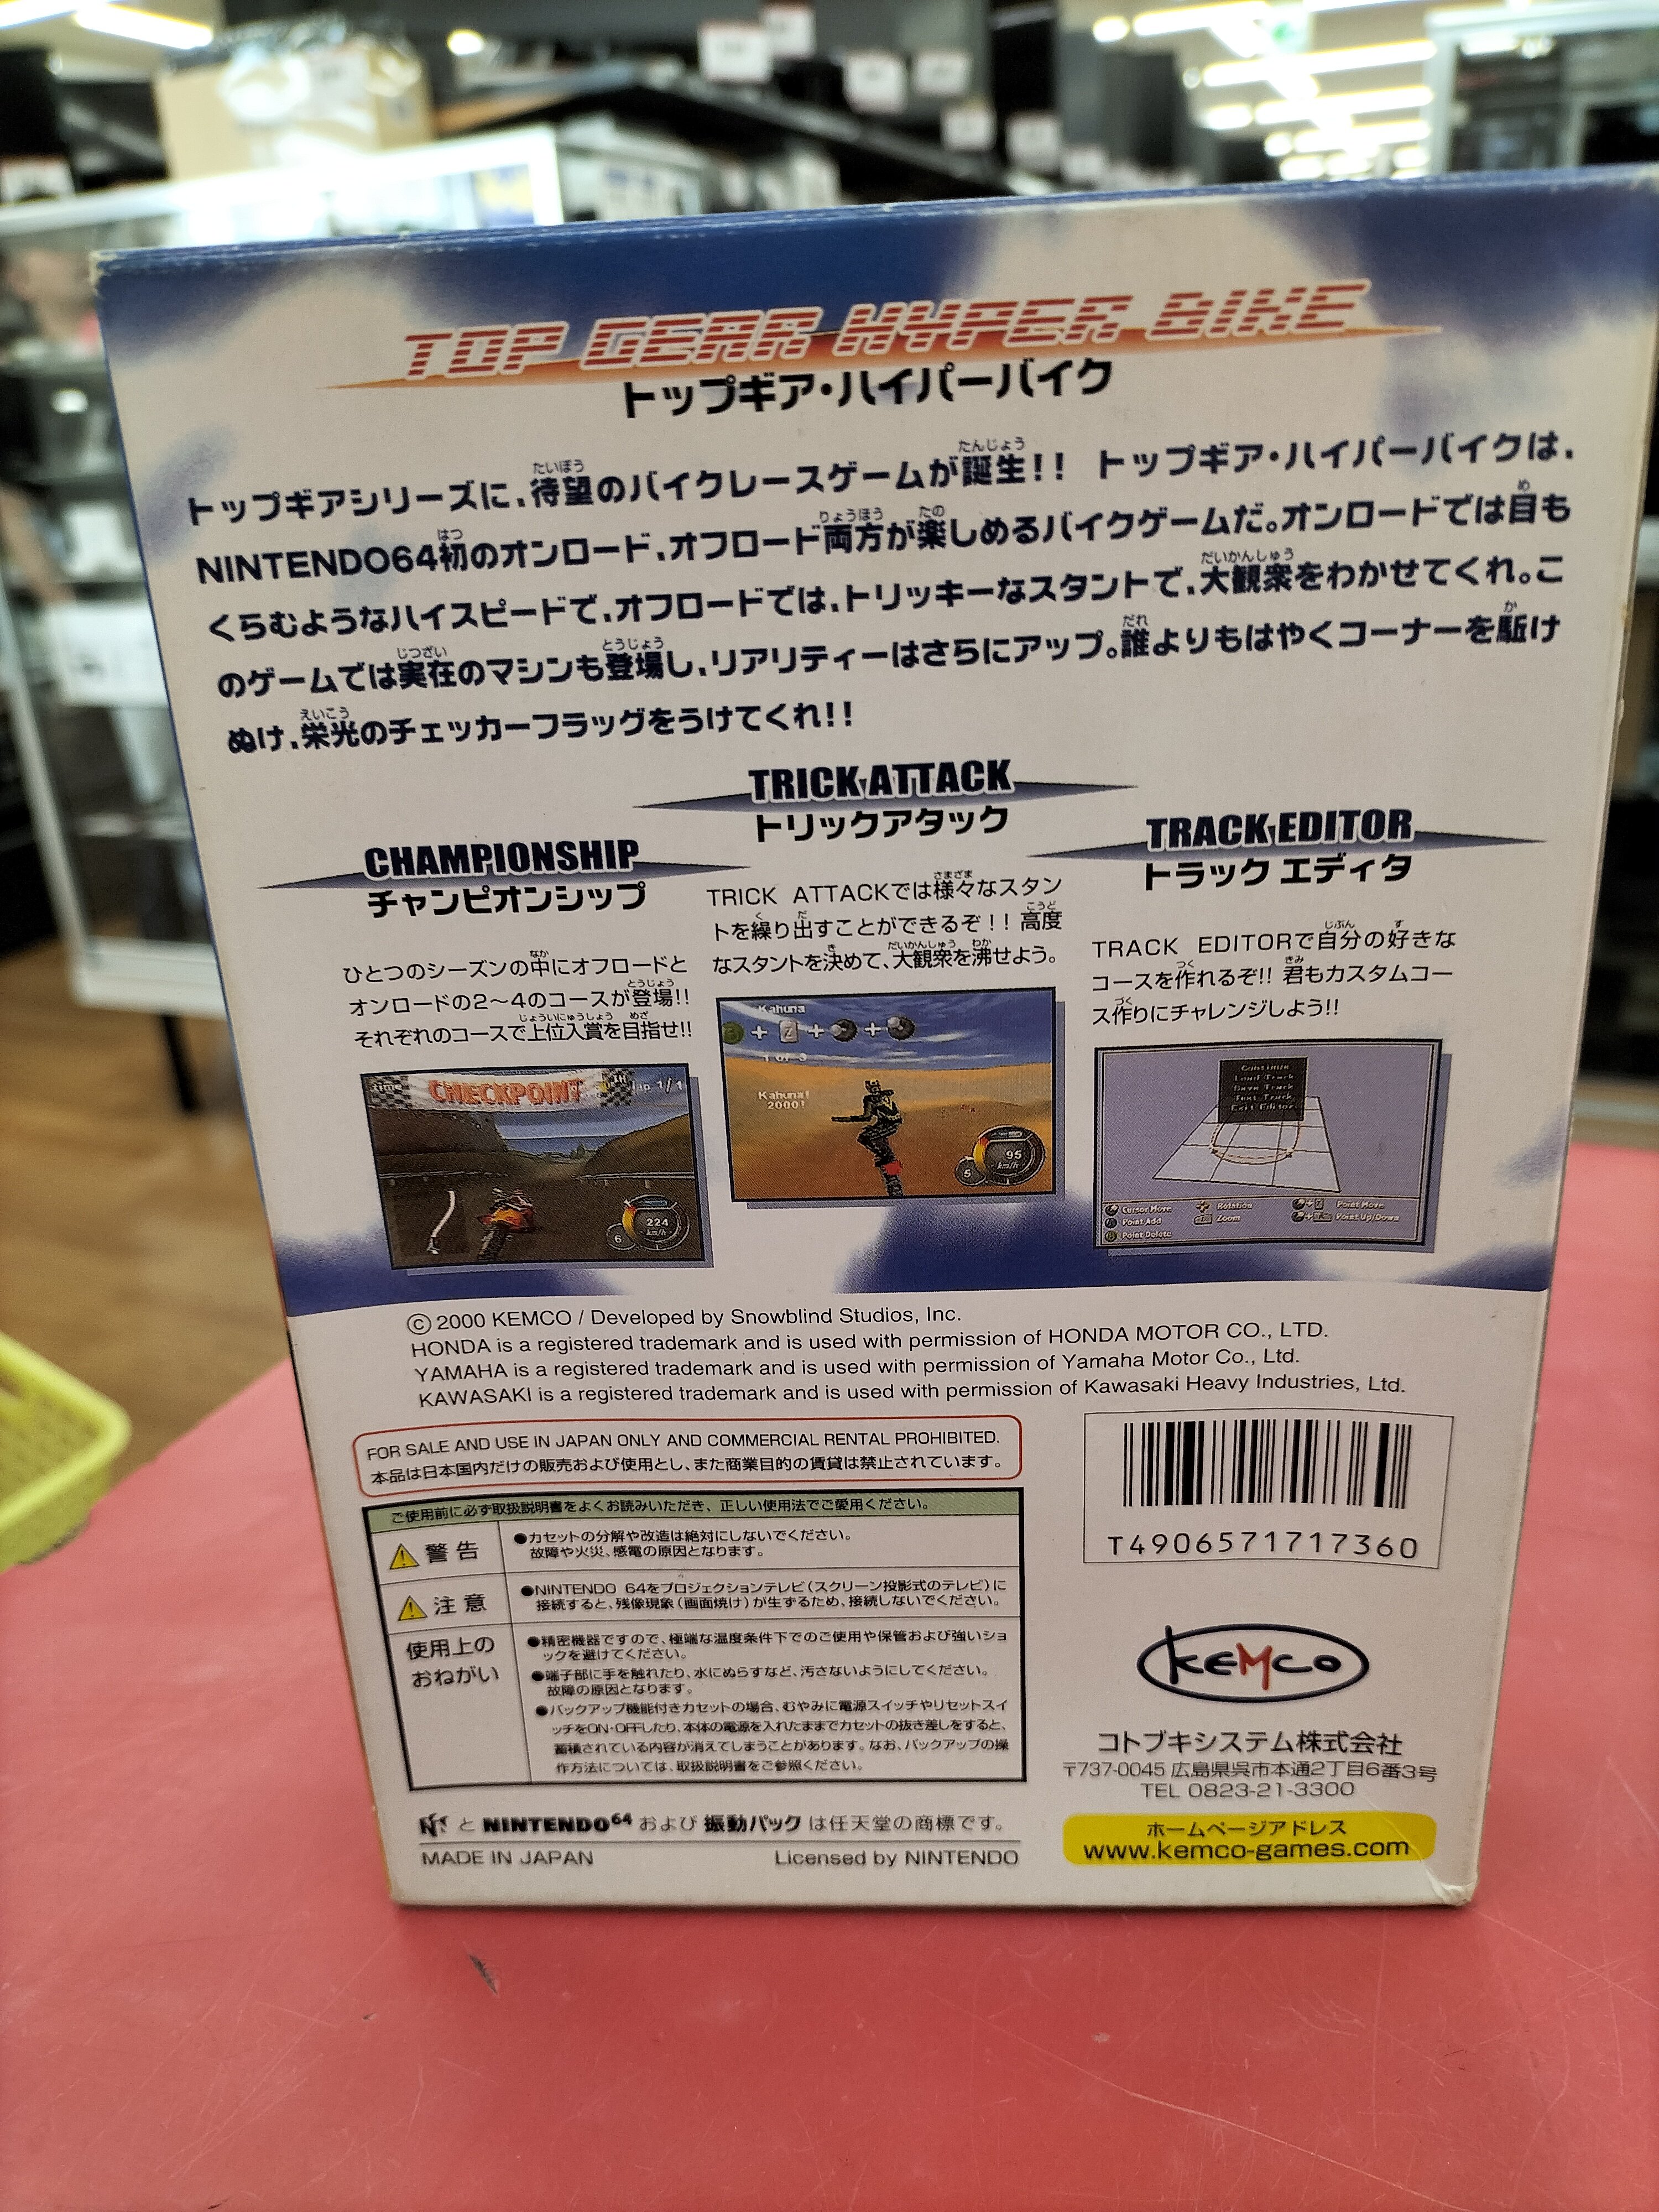 TOP GEAR HYPER BIKE
トップギア・ハイパーバイク
トップギアシリーズに、待望のバイクレースゲームが誕生!! トップギア・ハイパーバイクは、
NINTENDO64初のオンロード、オフロード両方が楽しめるバイクゲームだ。オンロードでは目も
くらむようなハイスピードで、オフロードでは、トリッキーなスタントで、大観衆をわかせてくれ。こ
のゲームでは実在のマシンも登場し、リアリティーはさらにアップ。誰よりもはやくコーナーを駆け
ぬけ、栄光のチェッカーフラッグをうけてくれ!!
CHAMPIONSHIP
チャンピオンシップ
ひとつのシーズンの中にオフロードと
オンロードの2～4のコースが登場!!
それぞれのコースで上位入賞を目指せ!!
CHECKPOINT
lap 1/1
224
km/h
6
TRICK ATTACK
トリックアタック
TRICK ATTACKでは様々なスタン
トを繰り出すことができるぞ!! 高度
なスタントを決めて、大観衆を沸せよう。
Kahuna
1 of 3
Kahuna!
2000!
95
km/h
5
TRACK EDITOR
トラック エディタ
TRACK EDITORで自分の好きな
コースを作れるぞ!! 君もカスタムコー
ス作りにチャレンジしよう!!
Continue
Load Track
Save Track
Test Track
Exit Editor
Cursor Move
Rotation
Point Move
Point Add
Zoom
Point Up/Down
Point Delete
© 2000 KEMCO / Developed by Snowblind Studios, Inc.
HONDA is a registered trademark and is used with permission of HONDA MOTOR CO., LTD.
YAMAHA is a registered trademark and is used with permission of Yamaha Motor Co., Ltd.
KAWASAKI is a registered trademark and is used with permission of Kawasaki Heavy Industries, Ltd.
FOR SALE AND USE IN JAPAN ONLY AND COMMERCIAL RENTAL PROHIBITED.
本品は日本国内だけの販売および使用とし、また商業目的の賃貸は禁止されています。
ご使用前に必ず取扱説明書をよくお読みいただき、正しい使用法でご愛用ください。
警告
●カセットの分解や改造は絶対にしないでください。
故障や火災、感電の原因となります。
注意
●NINTENDO 64をプロジェクションテレビ(スクリーン投影式のテレビ)に
接続すると、残像現象(画面焼け)が生ずるため、接続しないでください。
使用上の
おねがい
●精密機器ですので、極端な温度条件下でのご使用や保管および強いショ
ックを避けてください。
●端子部に手を触れたり、水にぬらすなど、汚さないようにしてください。
故障の原因となります。
●バックアップ機能付きカセットの場合、むやみに電源スイッチやリセットスイ
ッチをON・OFFしたり、本体の電源を入れたままでカセットの抜き差しをすると、
蓄積されている内容が消えてしまうことがあります。なお、バックアップの操
作方法については、取扱説明書をご参照ください。
と NINTENDO64 および 振動パック は任天堂の商標です。
MADE IN JAPAN
Licensed by NINTENDO
T4906571717360
KEMCO
コトブキシステム株式会社
〒737-0045 広島県呉市本通2丁目6番3号
TEL 0823-21-3300
ホームページアドレス
www.kemco-games.com